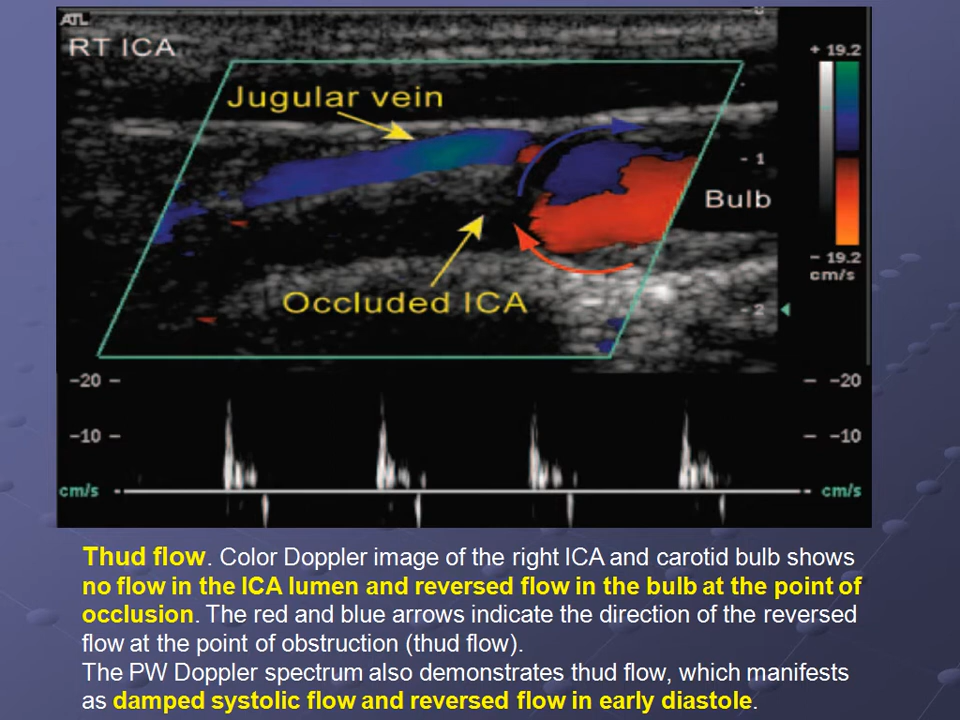 ATL
RT ICA
+ 19.2
Jugular vein
- 1
Bulb
- 19.2
cm/s
Occluded ICA
- 2
-20 - - -20
-10 - - -10
cm/s - - cm/s
Thud flow. Color Doppler image of the right ICA and carotid bulb shows
no flow in the ICA lumen and reversed flow in the bulb at the point of
occlusion. The red and blue arrows indicate the direction of the reversed
flow at the point of obstruction (thud flow).
The PW Doppler spectrum also demonstrates thud flow, which manifests
as damped systolic flow and reversed flow in early diastole.